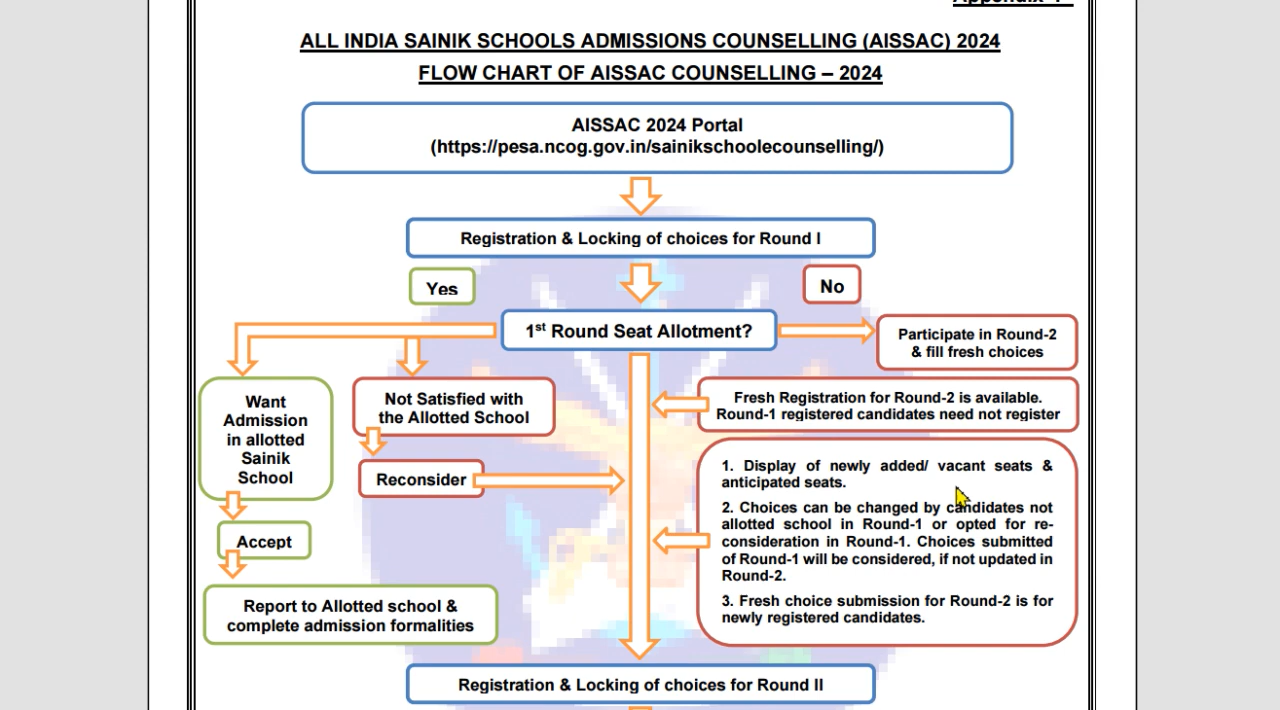 ALL INDIA SAINIK SCHOOLS ADMISSIONS COUNSELLING (AISSAC) 2024
FLOW CHART OF AISSAC COUNSELLING – 2024
AISSAC 2024 Portal
(https://pesa.ncog.gov.in/sainikschoolecounselling/)
Registration & Locking of choices for Round I
Yes
No
1st Round Seat Allotment?
Participate in Round-2
& fill fresh choices
Want
Admission
in allotted
Sainik
School
Not Satisfied with
the Allotted School
Fresh Registration for Round-2 is available.
Round-1 registered candidates need not register
Reconsider
1. Display of newly added/ vacant seats &
anticipated seats.
2. Choices can be changed by candidates not
allotted school in Round-1 or opted for re-
consideration in Round-1. Choices submitted
of Round-1 will be considered, if not updated in
Round-2.
3. Fresh choice submission for Round-2 is for
newly registered candidates.
Accept
Report to Allotted school &
complete admission formalities
Registration & Locking of choices for Round II